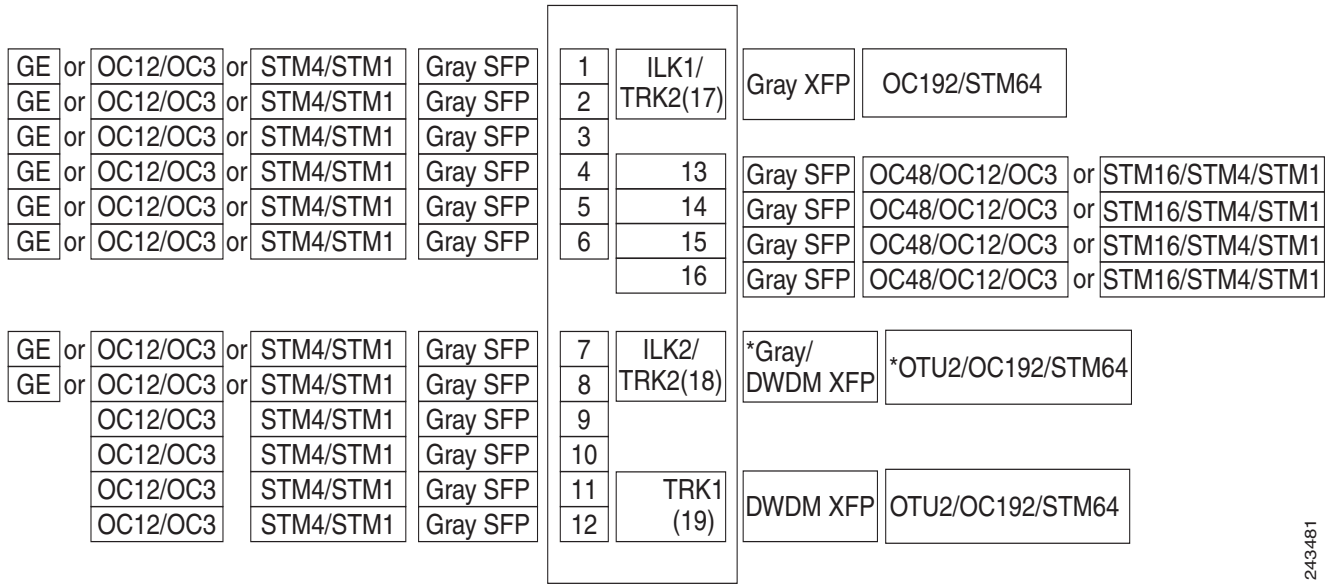 GE or OC12/OC3 or STM4/STM1 Gray SFP 1 ILK1/ TRK2(17) Gray XFP OC192/STM64
GE or OC12/OC3 or STM4/STM1 Gray SFP 2
GE or OC12/OC3 or STM4/STM1 Gray SFP 3
GE or OC12/OC3 or STM4/STM1 Gray SFP 4 13 Gray SFP OC48/OC12/OC3 or STM16/STM4/STM1
GE or OC12/OC3 or STM4/STM1 Gray SFP 5 14 Gray SFP OC48/OC12/OC3 or STM16/STM4/STM1
GE or OC12/OC3 or STM4/STM1 Gray SFP 6 15 Gray SFP OC48/OC12/OC3 or STM16/STM4/STM1
16 Gray SFP OC48/OC12/OC3 or STM16/STM4/STM1
GE or OC12/OC3 or STM4/STM1 Gray SFP 7 ILK2/ TRK2(18) *Gray/ DWDM XFP *OTU2/OC192/STM64
GE or OC12/OC3 or STM4/STM1 Gray SFP 8
OC12/OC3 STM4/STM1 Gray SFP 9
OC12/OC3 STM4/STM1 Gray SFP 10
OC12/OC3 STM4/STM1 Gray SFP 11 TRK1 (19) DWDM XFP OTU2/OC192/STM64
OC12/OC3 STM4/STM1 Gray SFP 12
243481